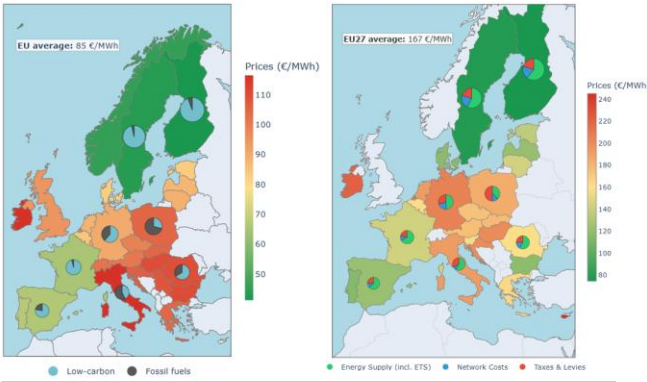 EU average: 85 €/MWh
Prices (€/MWh)
110
100
90
80
70
60
50
Low-carbon
Fossil fuels
EU27 average: 167 €/MWh
Prices (€/MWh)
240
220
200
180
160
140
120
100
80
Energy Supply (incl. ETS)
Network Costs
Taxes & Levies